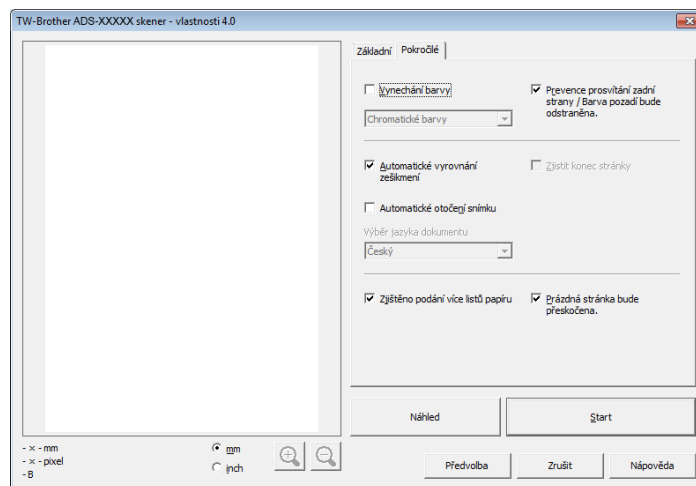 TW-Brother ADS-XXXXX skener - vlastnosti 4.0
Základní
Pokročilé
Vynechání barvy
Chromatické barvy
Prevence prosvítání zadní
strany / Barva pozadí bude
odstraněna.
Automatické vyrovnání
zešikmení
Zjistit konec stránky
Automatické otočení snímku
Výběr jazyka dokumentu
Český
Zjištěno podání více listů papíru
Prázdná stránka bude
přeskočena.
Náhled
Start
- x - mm
- x - pixel
- B
mm
inch
Předvolba
Zrušit
Nápověda